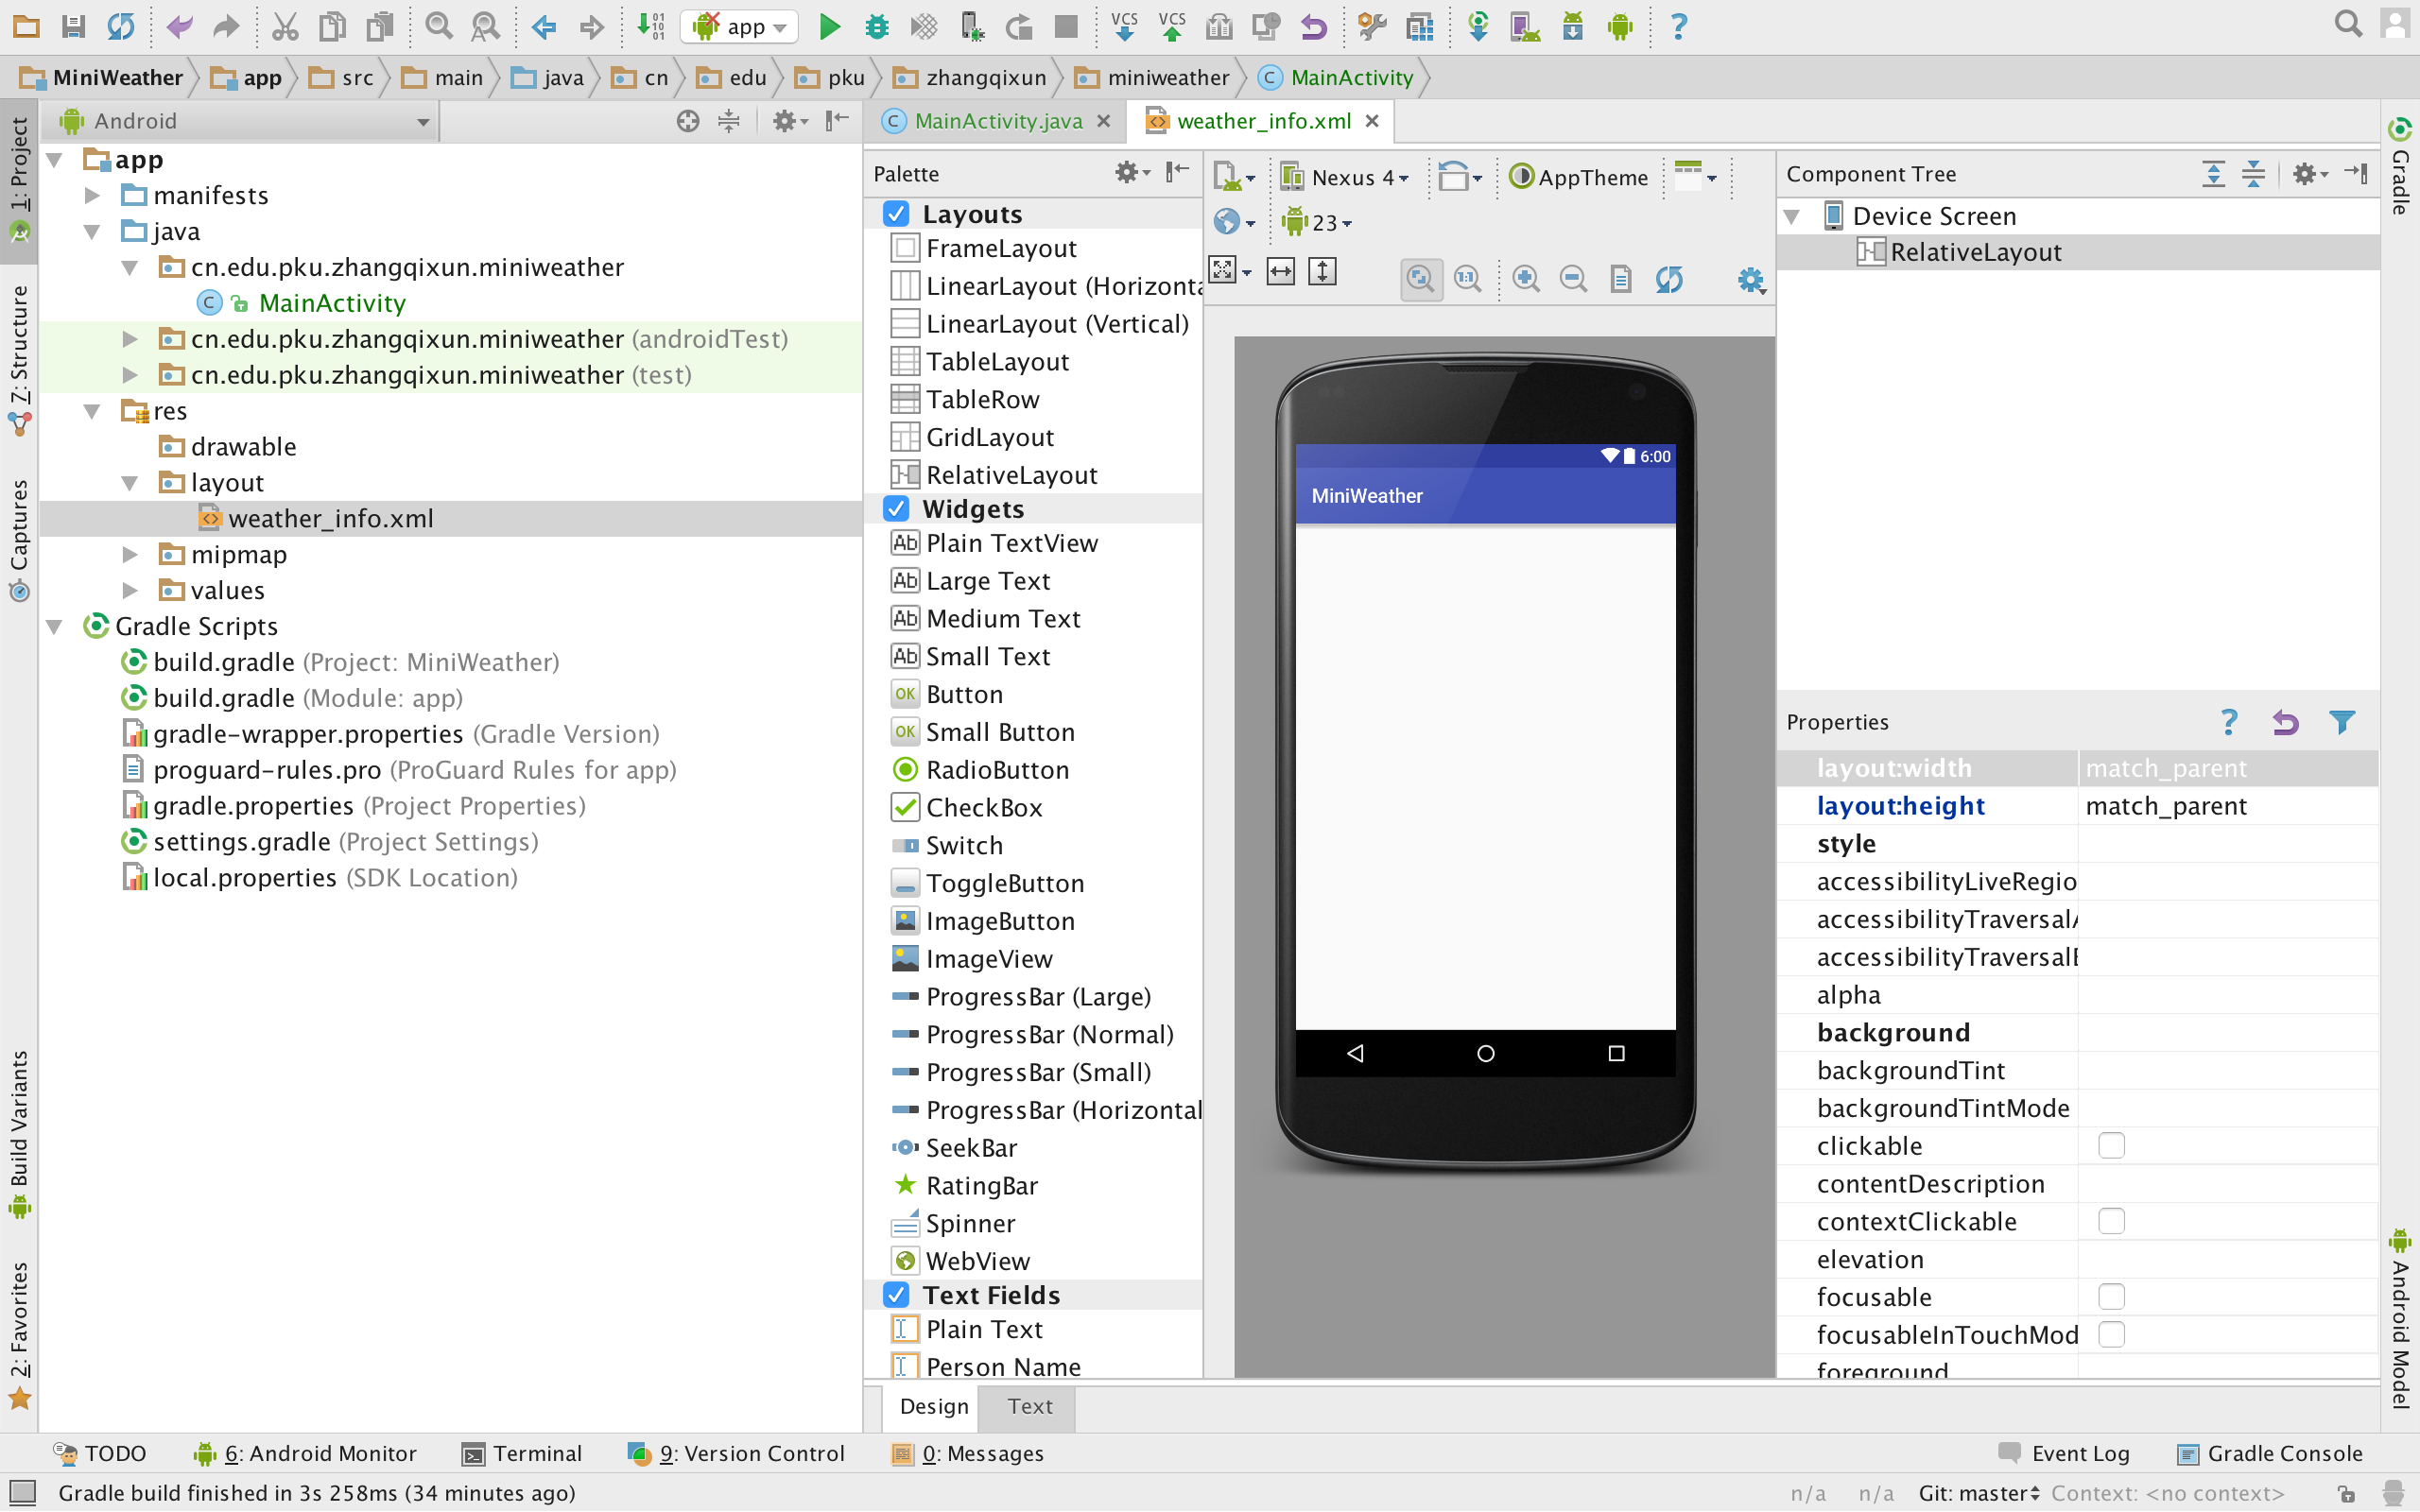 app
VCS
VCS
?
MiniWeather
app
src
main
java
cn
edu
pku
zhangqixun
miniweather
MainActivity
1: Project
7: Structure
Captures
Build Variants
2: Favorites
Android
app
manifests
java
cn.edu.pku.zhangqixun.miniweather
MainActivity
cn.edu.pku.zhangqixun.miniweather (androidTest)
cn.edu.pku.zhangqixun.miniweather (test)
res
drawable
layout
weather_info.xml
mipmap
values
Gradle Scripts
build.gradle (Project: MiniWeather)
build.gradle (Module: app)
gradle-wrapper.properties (Gradle Version)
proguard-rules.pro (ProGuard Rules for app)
gradle.properties (Project Properties)
settings.gradle (Project Settings)
local.properties (SDK Location)
MainActivity.java
weather_info.xml
Palette
Layouts
FrameLayout
LinearLayout (Horizonta
LinearLayout (Vertical)
TableLayout
TableRow
GridLayout
RelativeLayout
Widgets
Plain TextView
Large Text
Medium Text
Small Text
Button
Small Button
RadioButton
CheckBox
Switch
ToggleButton
ImageButton
ImageView
ProgressBar (Large)
ProgressBar (Normal)
ProgressBar (Small)
ProgressBar (Horizontal
SeekBar
RatingBar
Spinner
WebView
Text Fields
Plain Text
Person Name
Nexus 4
AppTheme
23
1:1
6:00
MiniWeather
Component Tree
Device Screen
RelativeLayout
Properties
?
layout:width match_parent
layout:height match_parent
style
accessibilityLiveRegio
accessibilityTraversalA
accessibilityTraversalB
alpha
background
backgroundTint
backgroundTintMode
clickable
contentDescription
contextClickable
elevation
focusable
focusableInTouchMod
foreground
Gradle
Android Model
Design
Text
TODO
6: Android Monitor
Terminal
9: Version Control
0: Messages
Event Log
Gradle Console
Gradle build finished in 3s 258ms (34 minutes ago)
n/a
n/a
Git: master
Context: <no context>